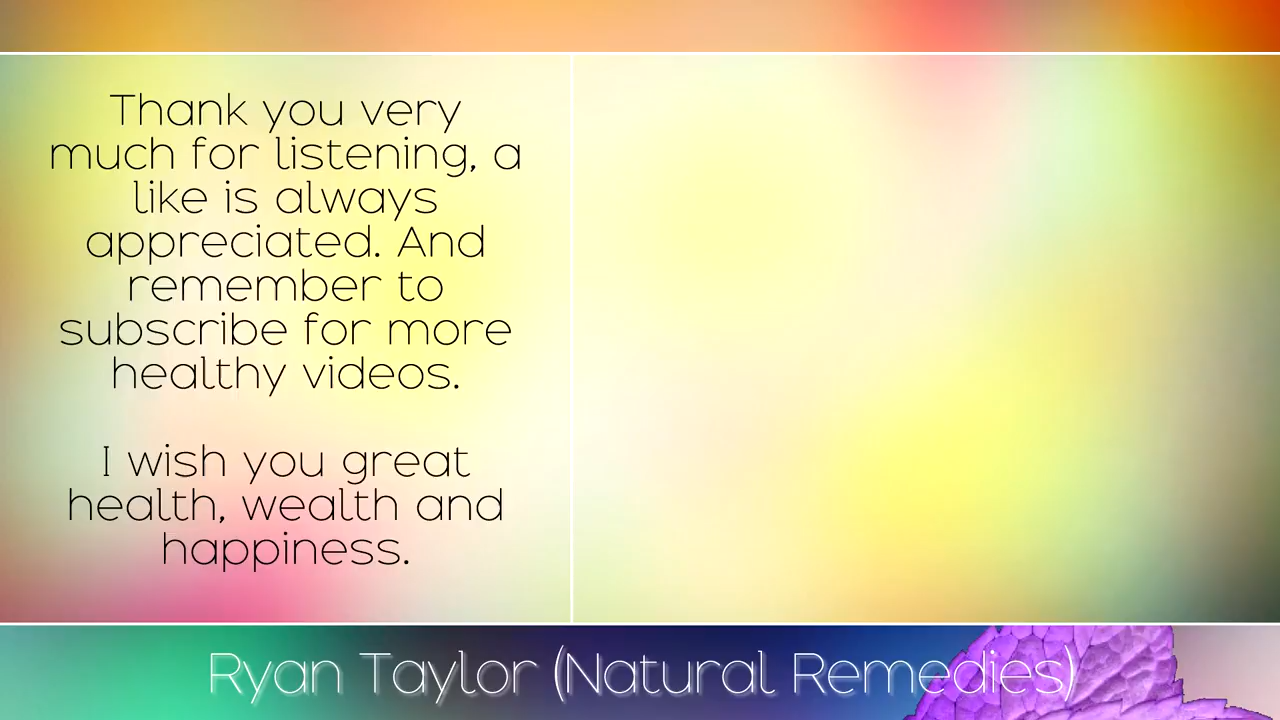 Thank you very
much for listening, a
like is always
appreciated. And
remember to
subscribe for more
healthy videos.
I wish you great
health, wealth and
happiness.
Ryan Taylor (Natural Remedies)